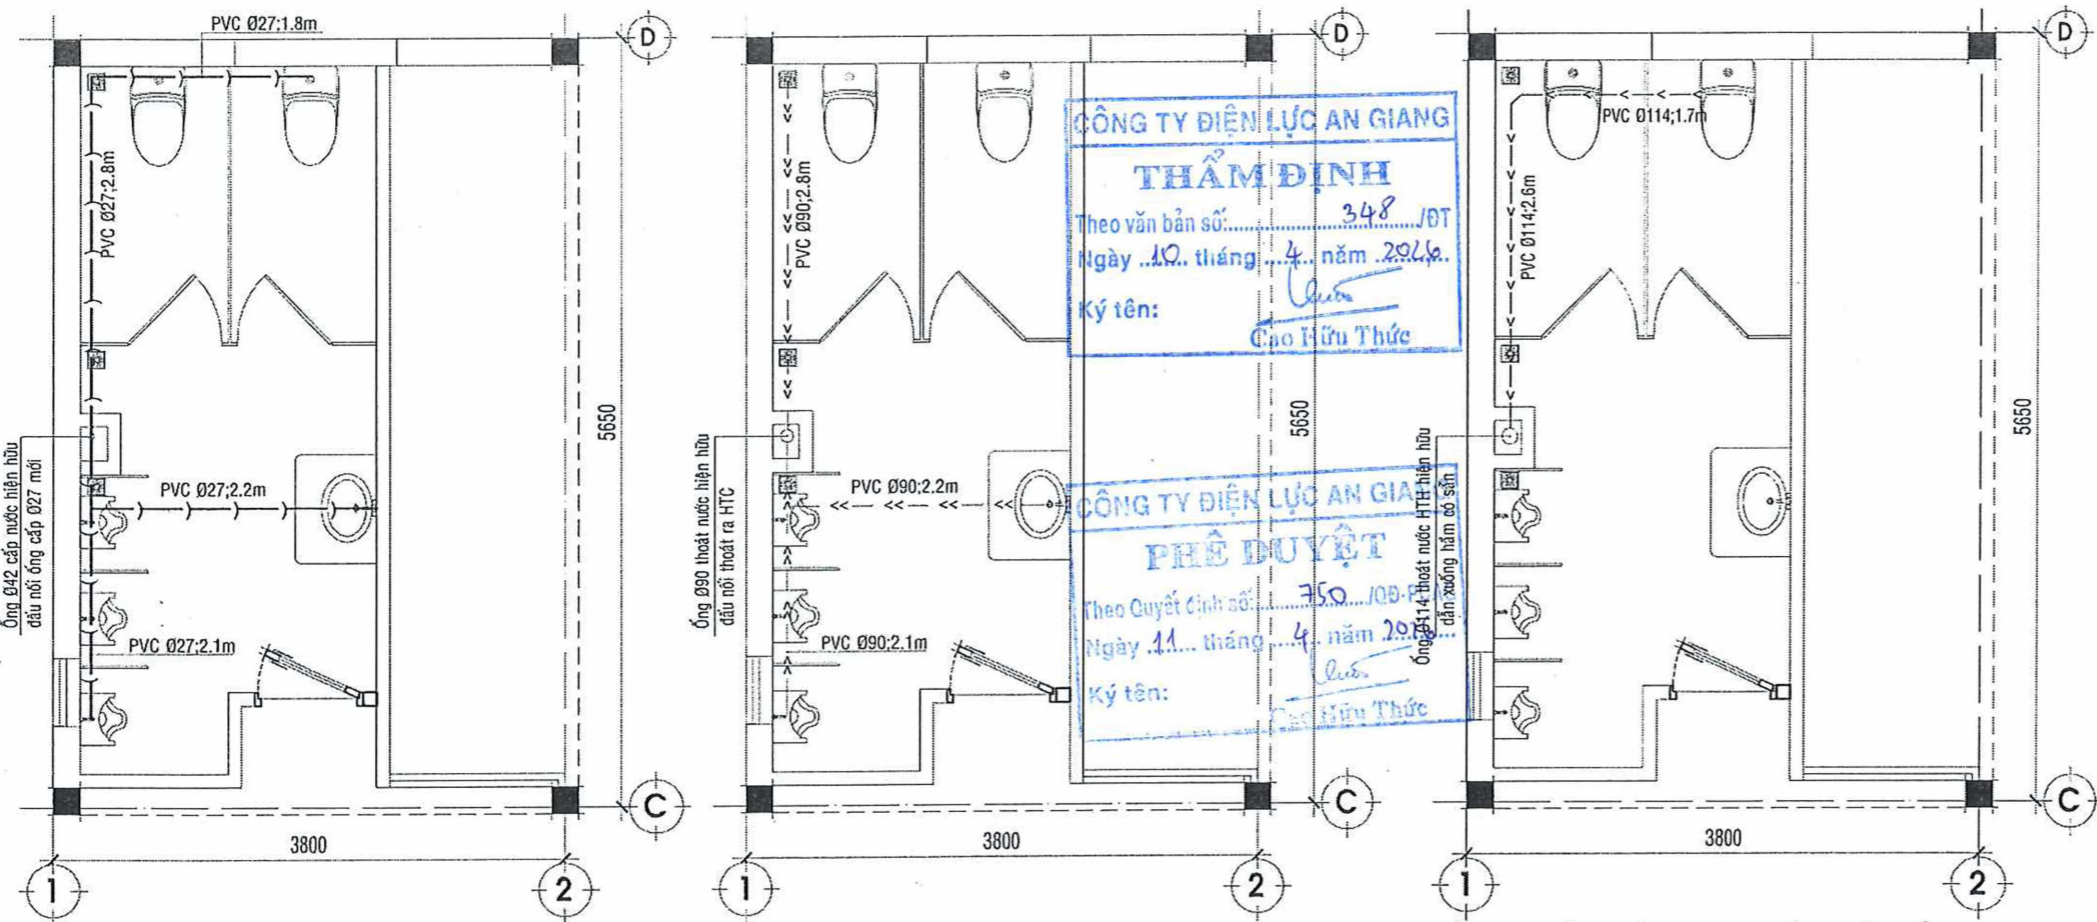 PVC Ø27;1.8m
D
PVC Ø27;2.8m
5650
Ống Ø42 cấp nước hiện hữu
đấu nối ống cấp Ø27 mới
PVC Ø27;2.2m
PVC Ø27;2.1m
C
3800
1
2
D
PVC Ø90;2.8m
5650
Ống Ø90 thoát nước hiện hữu
đấu nối thoát ra HTC
PVC Ø90;2.2m
PVC Ø90;2.1m
C
3800
1
2
CÔNG TY ĐIỆN LỰC AN GIANG
THẨM ĐỊNH
Theo văn bản số:...348.../ĐT
Ngày ..10.. tháng ..4.. năm ..2026..
Ký tên:
Cao Hữu Thức
CÔNG TY ĐIỆN LỰC AN GIANG
PHÊ DUYỆT
Theo Quyết định số:...750.../QĐ-PCAG
Ngày ..11.. tháng ..4.. năm
Ký tên:
Cao Hữu Thức
D
PVC Ø114;1.7m
PVC Ø114;2.6m
5650
Ống Ø114 thoát nước HTH hiện hữu
dẫn xuống hầm có sẵn
C
3800
1
2